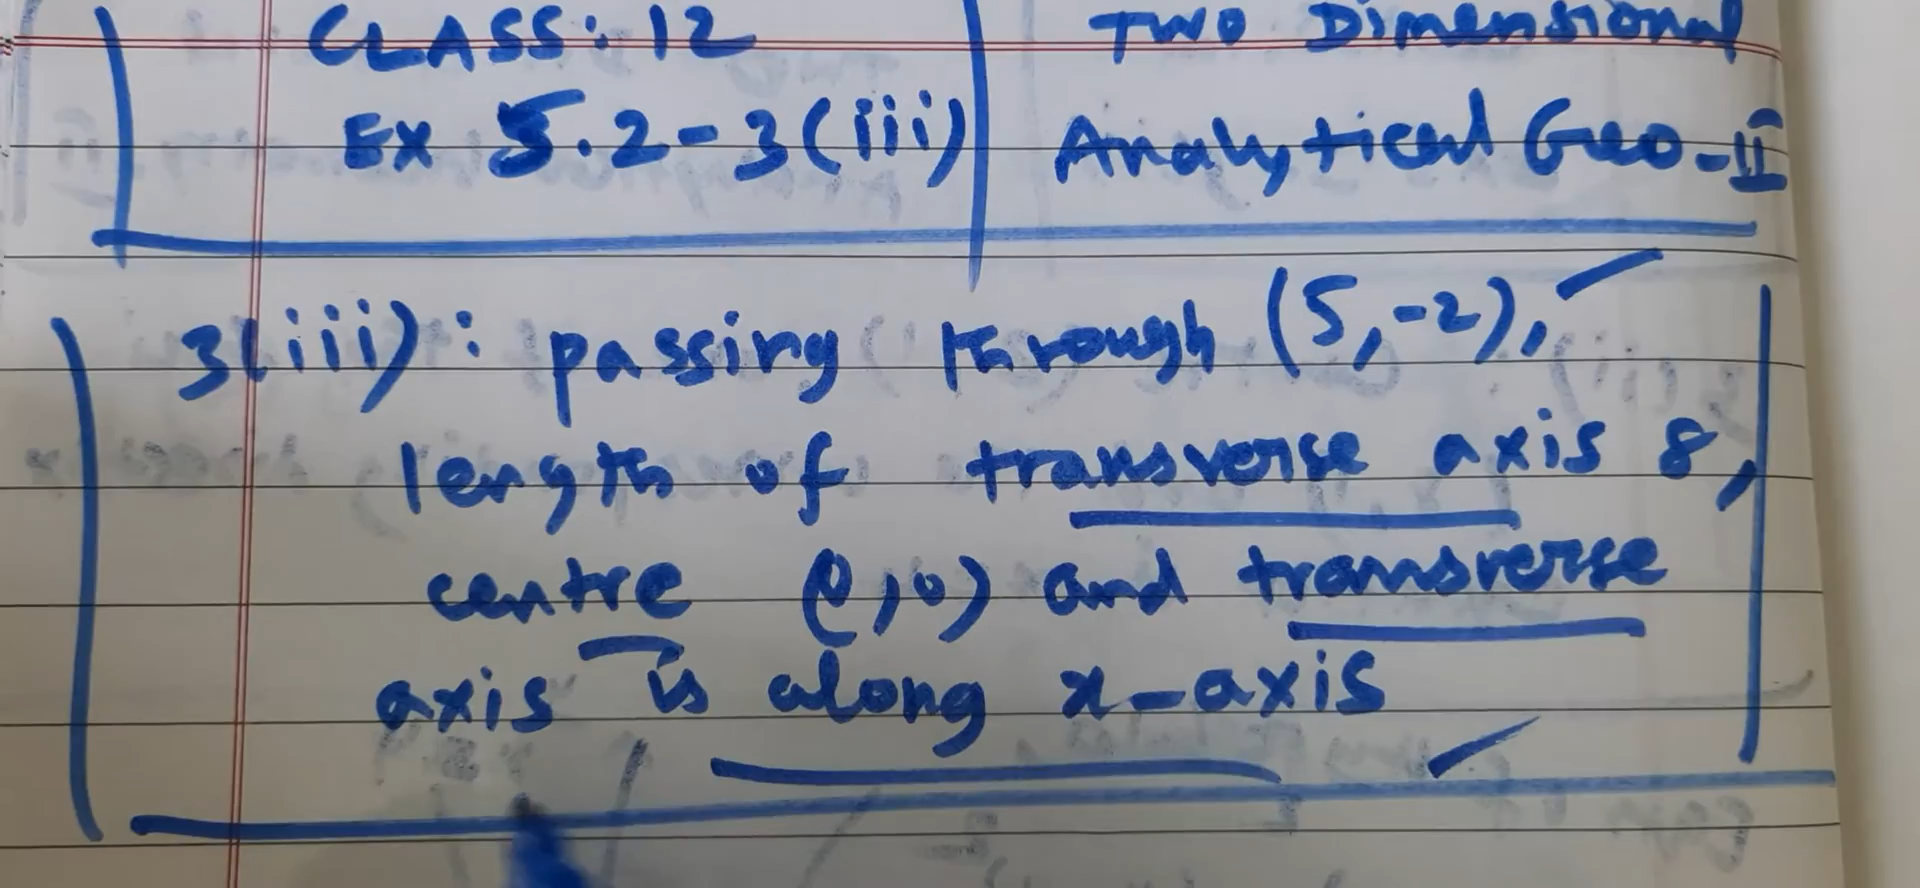 CLASS: 12
EX 5.2-3(iii)
TWO Dimensional
Analytical Geo-II
3(iii): passing through (5,-2),
length of transverse axis 8,
centre (0,0) and transverse
axis is along x-axis